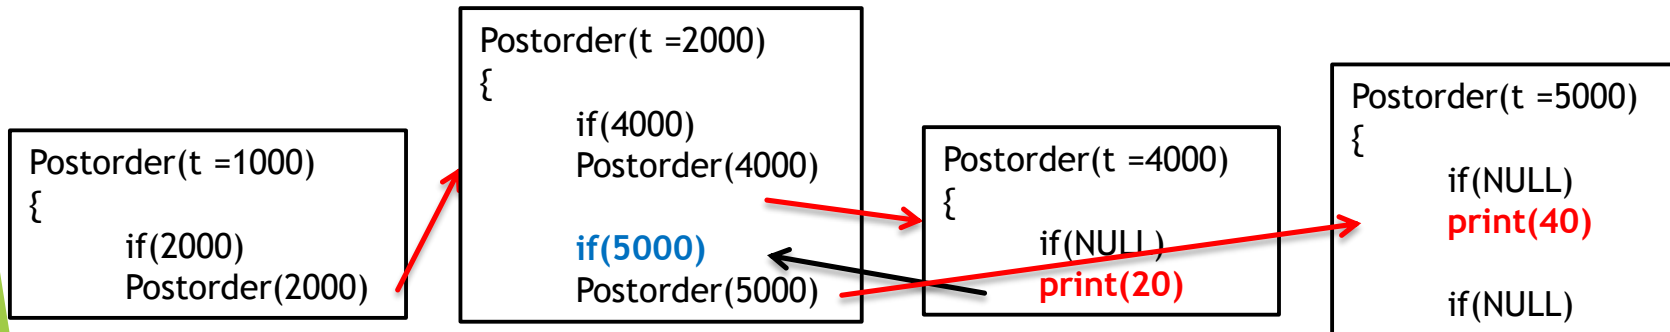 Postorder(t =1000)
{
if(2000)
Postorder(2000)
Postorder(t =2000)
{
if(4000)
Postorder(4000)
if(5000)
Postorder(5000)
Postorder(t =4000)
{
if(NULL)
print(20)
Postorder(t =5000)
{
if(NULL)
print(40)
if(NULL)